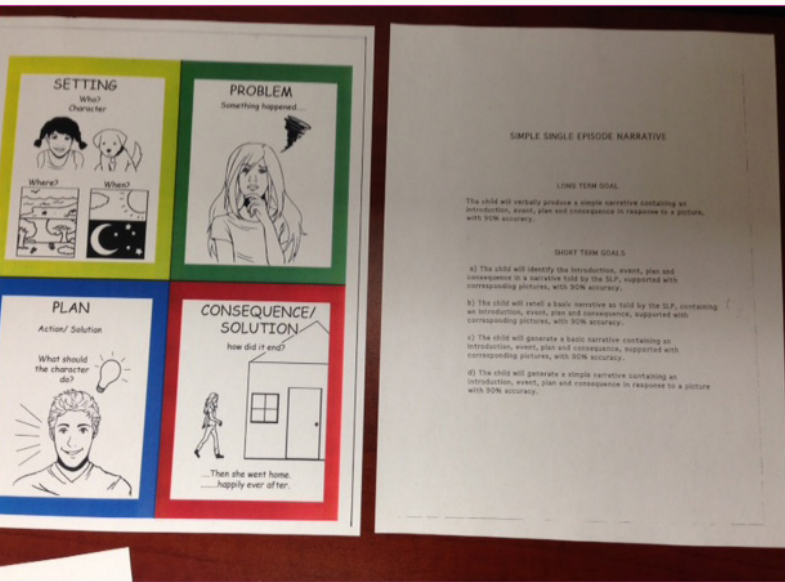 SETTING
Who?
Character
Where?
When?
PROBLEM
Something happened....
PLAN
Action/ Solution
What should
the character
do?
CONSEQUENCE/
SOLUTION
how did it end?
....Then she went home.
.......happily ever after.
SIMPLE SINGLE EPISODE NARRATIVE
LONG TERM GOAL
The child will verbally produce a simple narrative containing an
introduction, event, plan and consequence in response to a picture,
with 90% accuracy.
SHORT TERM GOALS
a) The child will identify the introduction, event, plan and
consequence in a narrative told by the SLP, supported with
corresponding pictures, with 90% accuracy.
b) The child will retell a basic narrative as told by the SLP, containing
an introduction, event, plan and consequence, supported with
corresponding pictures, with 90% accuracy.
c) The child will generate a basic narrative containing an
introduction, event, plan and consequence, supported with
corresponding pictures, with 90% accuracy.
d) The child will generate a simple narrative containing an
introduction, event, plan and consequence in response to a picture
with 90% accuracy.